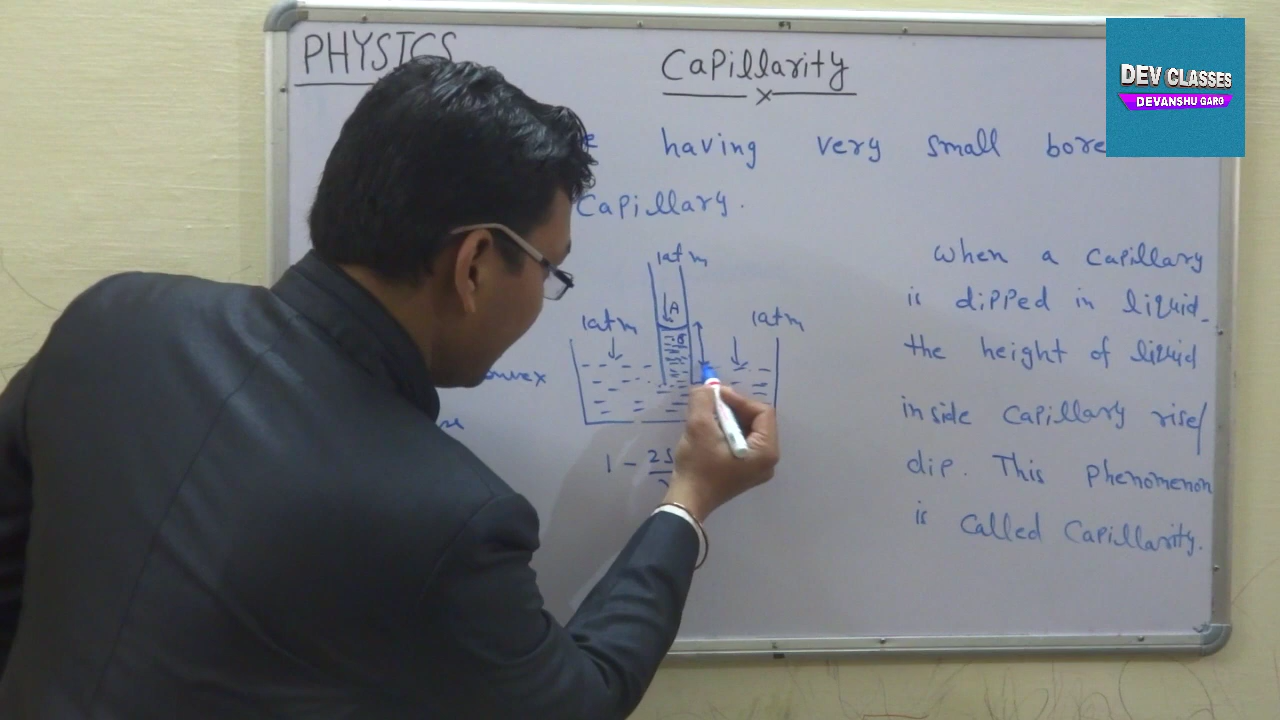 PHYSICS
Capillarity
DEV CLASSES
DEVANSHU GARG
having very small bore
Capillary.
1atm
When a capillary
is dipped in liquid.
1atm
1atm
A
the height of liquid
inside capillary rise/
1 - 2S
dip. This phenomenon
is called Capillarity.